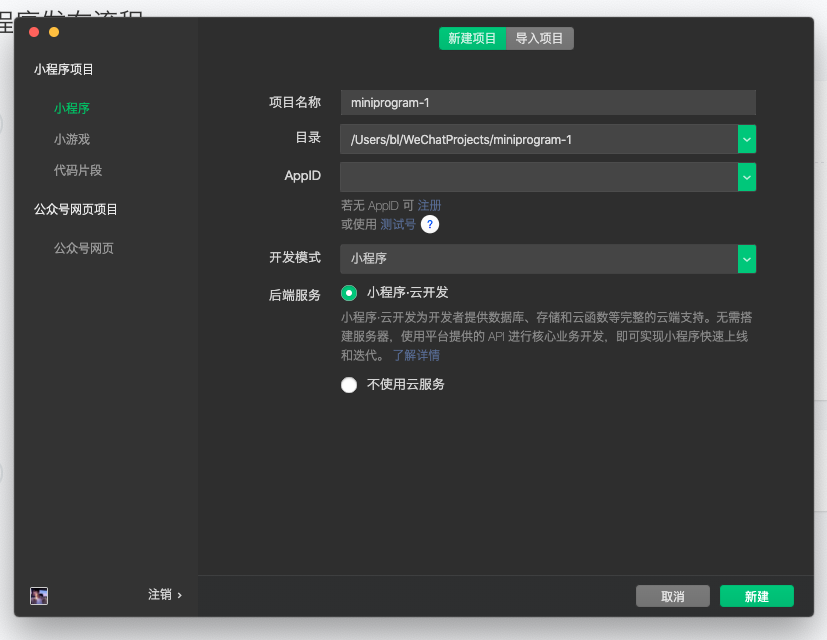 程序发布流程
新建项目 导入项目
小程序项目
小程序
小游戏
代码片段
公众号网页项目
公众号网页
项目名称 miniprogram-1
目录 /Users/bl/WeChatProjects/miniprogram-1
AppID
若无 AppID 可 注册
或使用 测试号 ?
开发模式 小程序
后端服务 小程序·云开发
小程序·云开发为开发者提供数据库、存储和云函数等完整的云端支持。无需搭
建服务器，使用平台提供的 API 进行核心业务开发，即可实现小程序快速上线
和迭代。 了解详情
不使用云服务
注销 ›
取消 新建